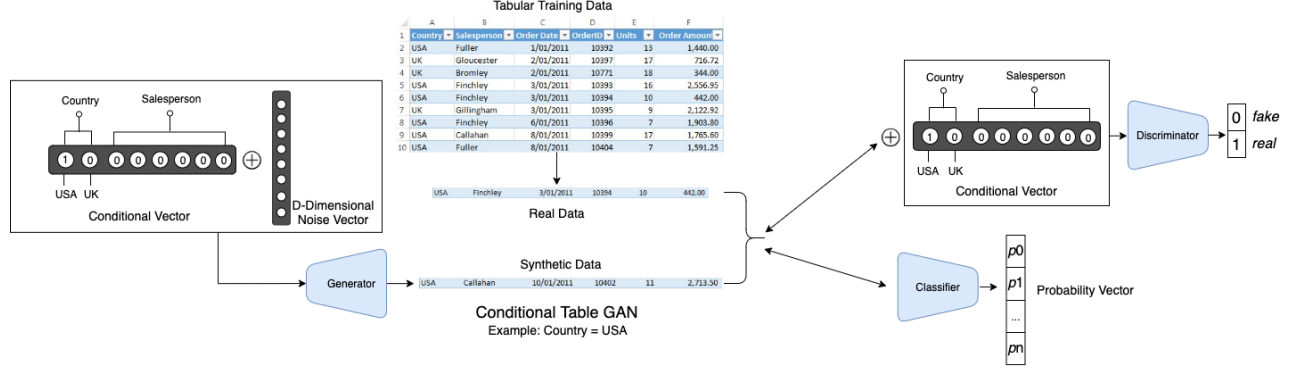 Tabular Training Data
A B C D E F
1 Country Salesperson Order Date OrderID Units Order Amoun
2 USA Fuller 1/01/2011 10392 13 1,440.00
3 UK Gloucester 2/01/2011 10397 17 716.72
4 UK Bromley 2/01/2011 10771 18 344.00
5 USA Finchley 3/01/2011 10393 16 2,556.95
6 USA Finchley 3/01/2011 10394 10 442.00
7 UK Gillingham 3/01/2011 10395 9 2,122.92
8 USA Finchley 6/01/2011 10396 7 1,903.80
9 USA Callahan 8/01/2011 10399 17 1,765.60
10 USA Fuller 8/01/2011 10404 7 1,591.25
Country Salesperson
1 0 0 0 0 0 0 0
USA UK
Conditional Vector
D-Dimensional
Noise Vector
USA Finchley 3/01/2011 10394 10 442.00
Real Data
Generator
Synthetic Data
USA Callahan 10/01/2011 10402 11 2,713.50
Conditional Table GAN
Example: Country = USA
Country Salesperson
1 0 0 0 0 0 0 0
USA UK
Conditional Vector
Discriminator
0 fake
1 real
Classifier
p0
p1
...
pn
Probability Vector